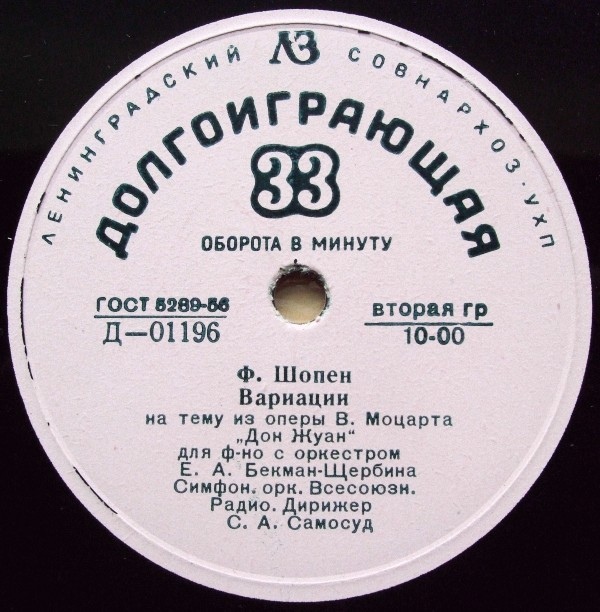 ЛЕНИНГРАДСКИЙ ЛЗ СОВНАРХОЗ·УХП
ДОЛГОИГРАЮЩАЯ
33
ОБОРОТА В МИНУТУ
ГОСТ 5289-56
Д—01196
ВТОРАЯ ГР
10-00
Ф. Шопен
Вариации
на тему из оперы В. Моцарта
„Дон Жуан“
для ф-но с оркестром
Е. А. Бекман-Щербина
Симфон. орк. Всесоюзн.
Радио. Дирижер
С. А. Самосуд